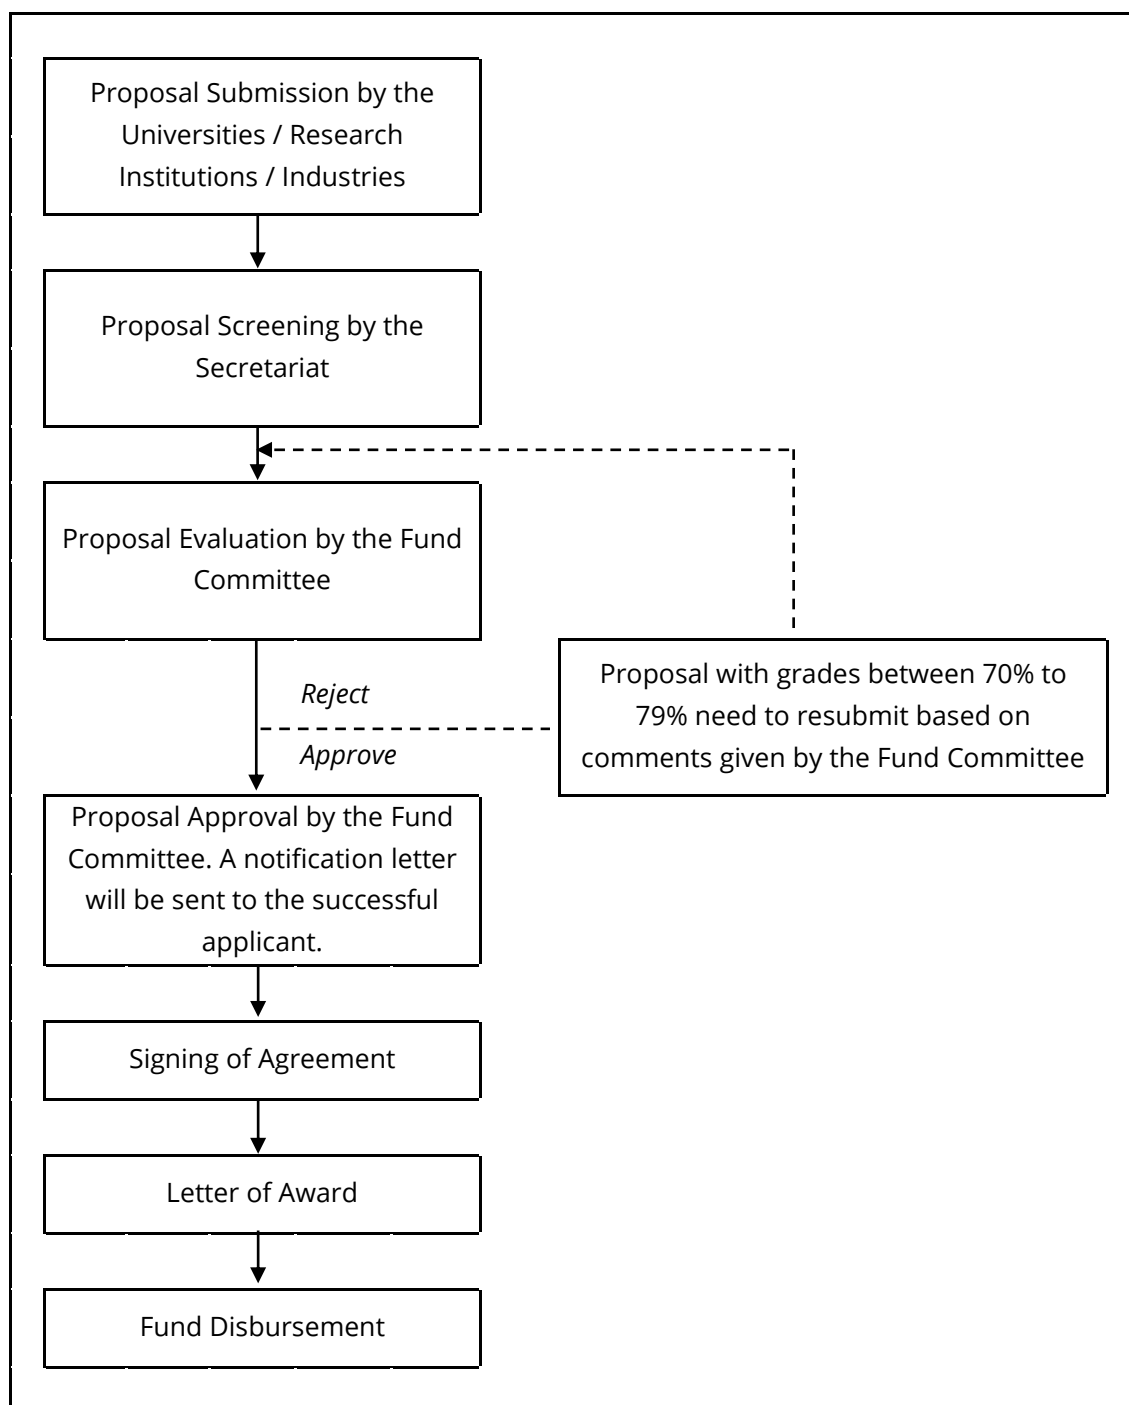 Proposal Submission by the
Universities / Research
Institutions / Industries
Proposal Screening by the
Secretariat
Proposal Evaluation by the Fund
Committee
Reject
Approve
Proposal with grades between 70% to
79% need to resubmit based on
comments given by the Fund Committee
Proposal Approval by the Fund
Committee. A notification letter
will be sent to the successful
applicant.
Signing of Agreement
Letter of Award
Fund Disbursement